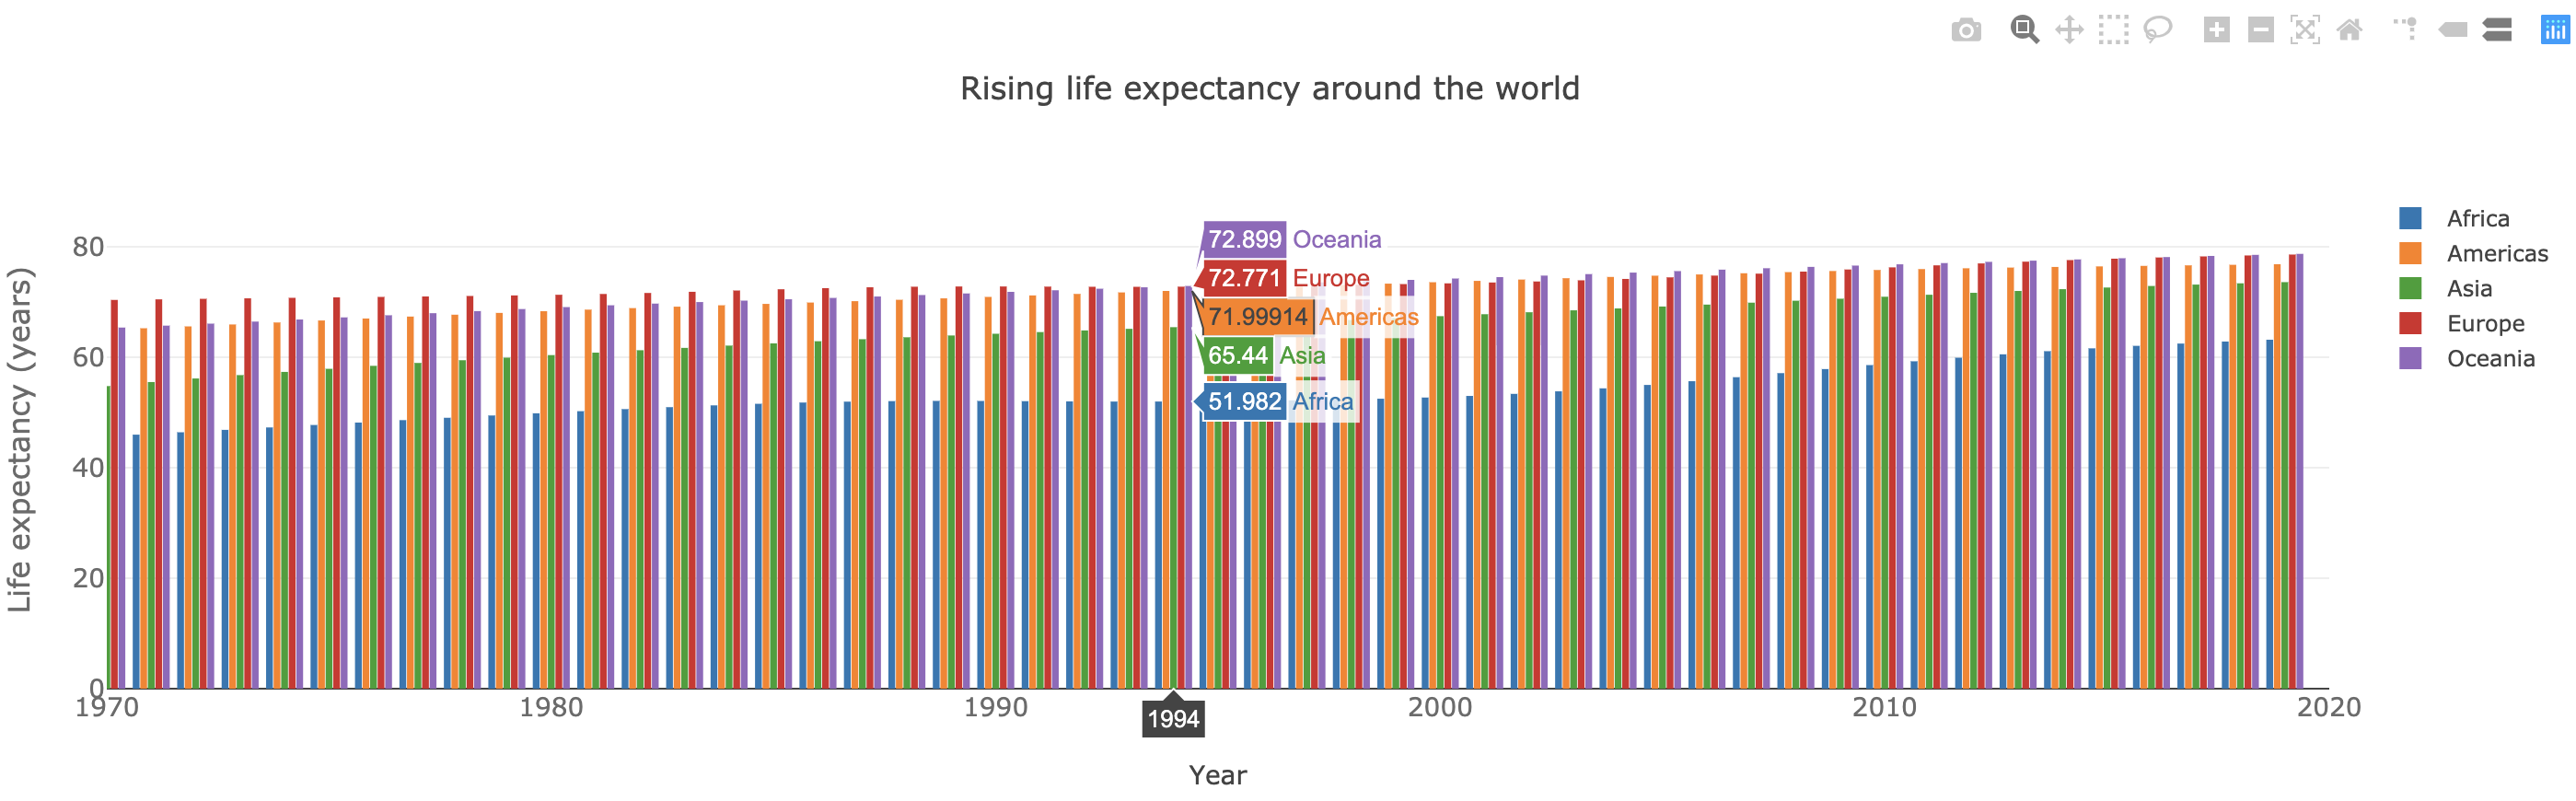 Rising life expectancy around the world
Life expectancy (years)
80
60
40
20
0
72.899 Oceania
72.771 Europe
71.99914 Americas
65.44 Asia
51.982 Africa
Africa
Americas
Asia
Europe
Oceania
1970 1980 1990 2000 2010 2020
1994
Year